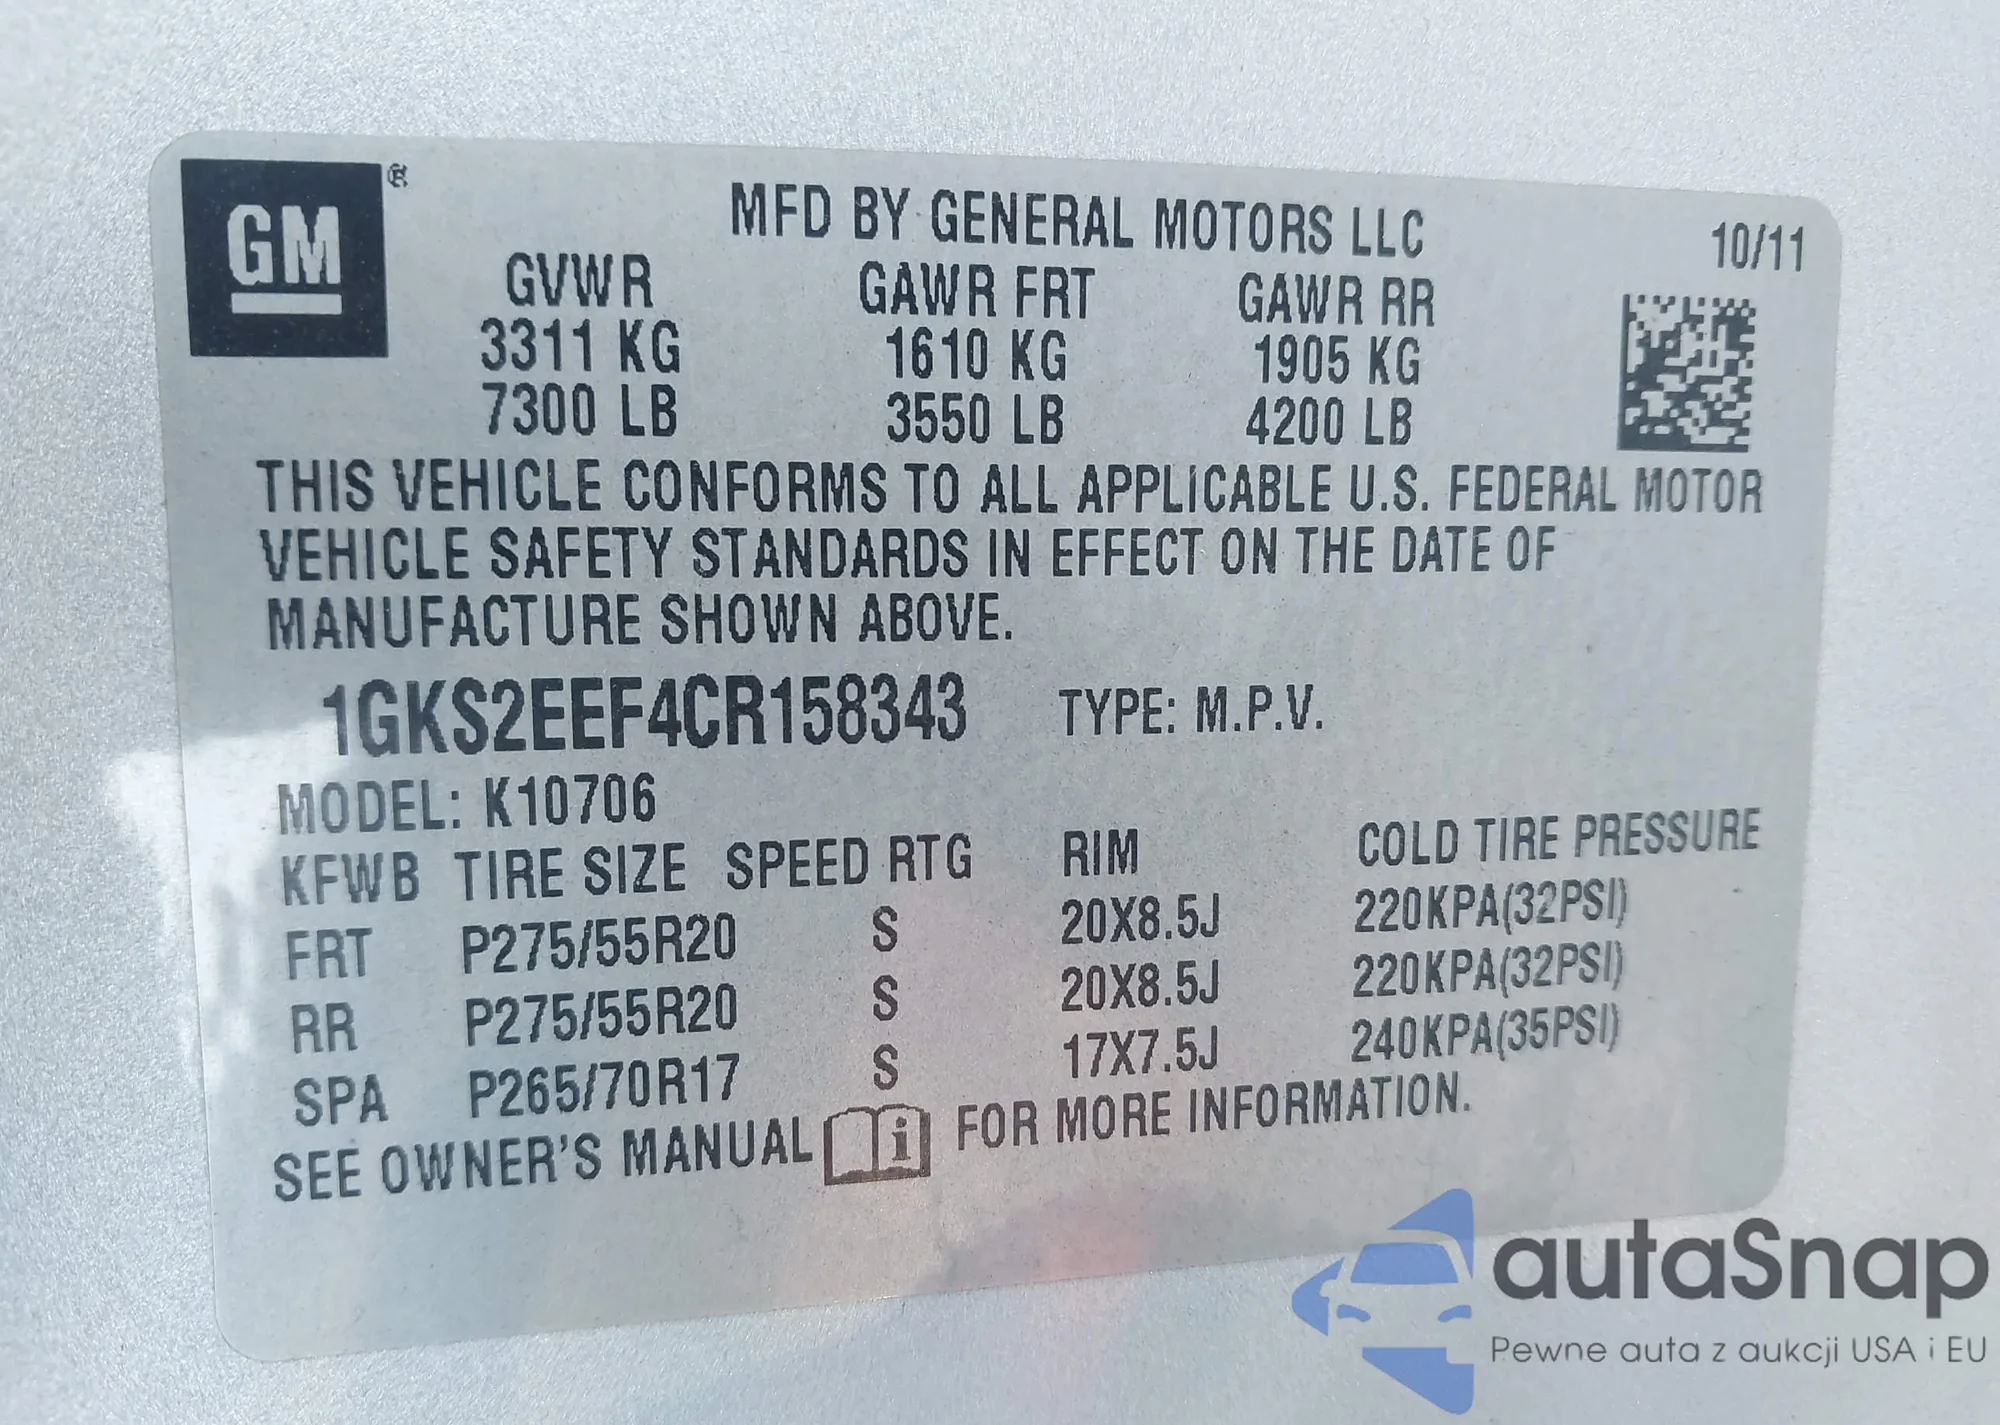 GM ®
MFD BY GENERAL MOTORS LLC 10/11
GVWR GAWR FRT GAWR RR
3311 KG 1610 KG 1905 KG
7300 LB 3550 LB 4200 LB
THIS VEHICLE CONFORMS TO ALL APPLICABLE U.S. FEDERAL MOTOR
VEHICLE SAFETY STANDARDS IN EFFECT ON THE DATE OF
MANUFACTURE SHOWN ABOVE.
1GKS2EEF4CR158343 TYPE: M.P.V.
MODEL: K10706
KFWB TIRE SIZE SPEED RTG RIM COLD TIRE PRESSURE
FRT P275/55R20 S 20X8.5J 220KPA(32PSI)
RR P275/55R20 S 20X8.5J 220KPA(32PSI)
SPA P265/70R17 S 17X7.5J 240KPA(35PSI)
SEE OWNER'S MANUAL i FOR MORE INFORMATION.
autaSnap
Pewne auta z aukcji USA i EU